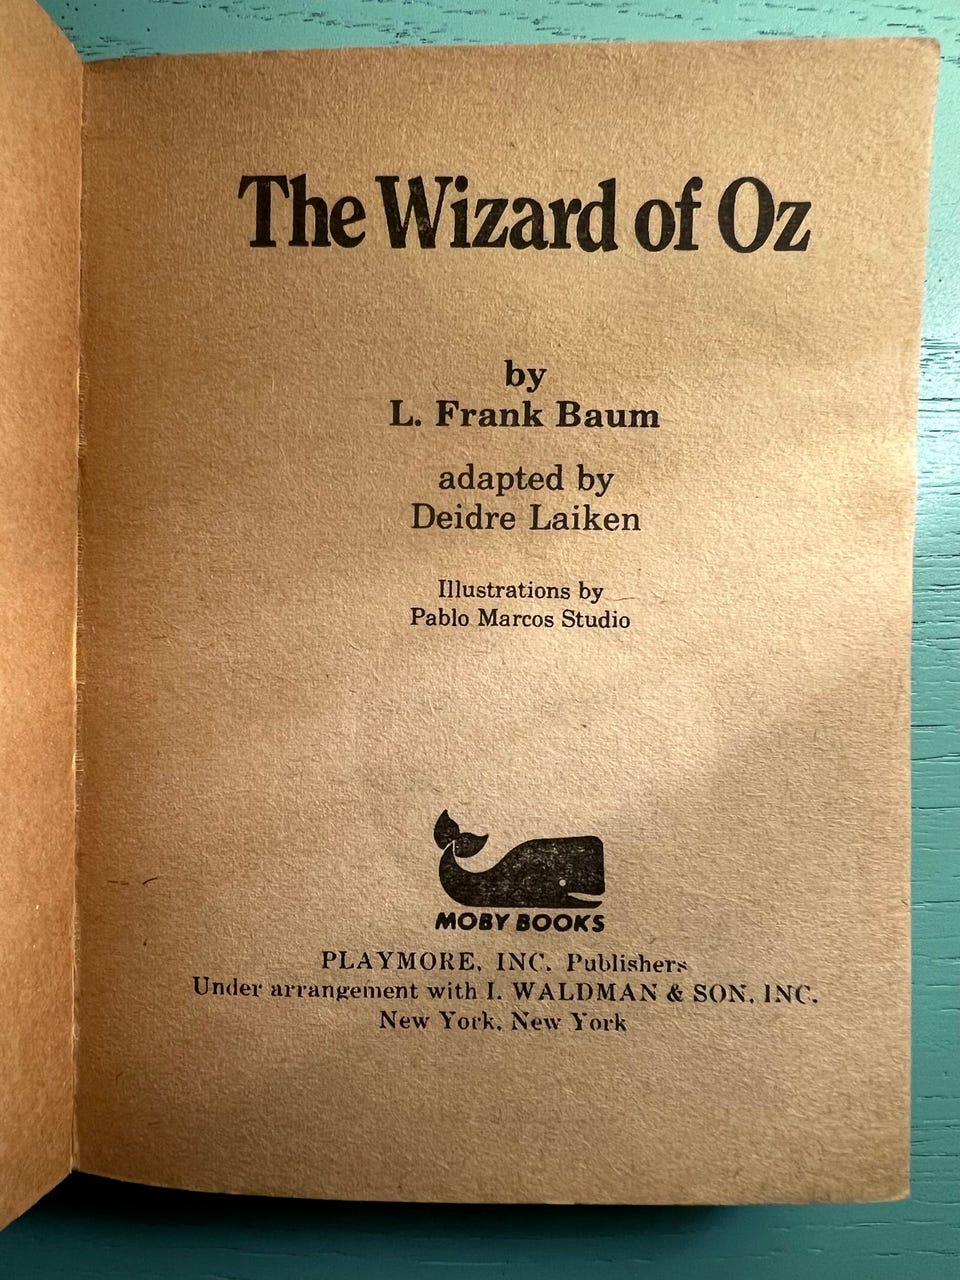 The Wizard of Oz
by
L. Frank Baum
adapted by
Deidre Laiken
Illustrations by
Pablo Marcos Studio
MOBY BOOKS
PLAYMORE, INC. Publishers
Under arrangement with I. WALDMAN & SON, INC.
New York, New York